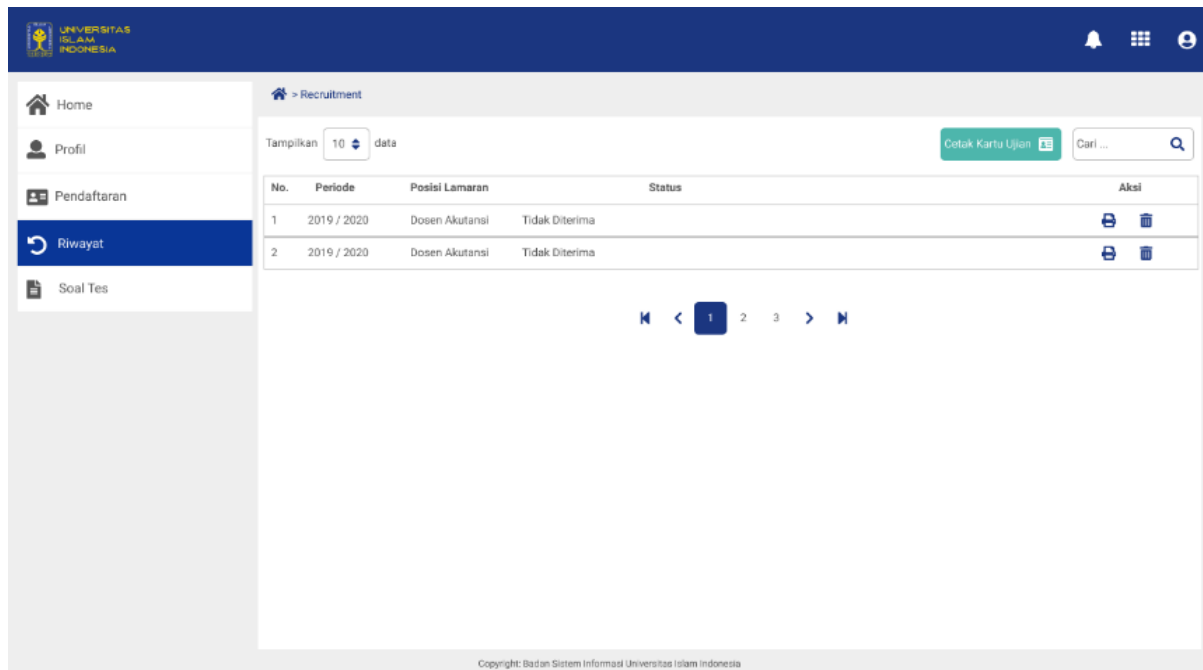 UNIVERSITAS
ISLAM
INDONESIA
Home
Profil
Pendaftaran
Riwayat
Soal Tes
> Recruitment
Tampilkan 10 data
Cetak Kartu Ujian
Cari ...
No. Periode Posisi Lamaran Status Aksi
1 2019 / 2020 Dosen Akutansi Tidak Diterima
2 2019 / 2020 Dosen Akutansi Tidak Diterima
1 2 3
Copyright: Badan Sistem Informasi Universitas Islam Indonesia